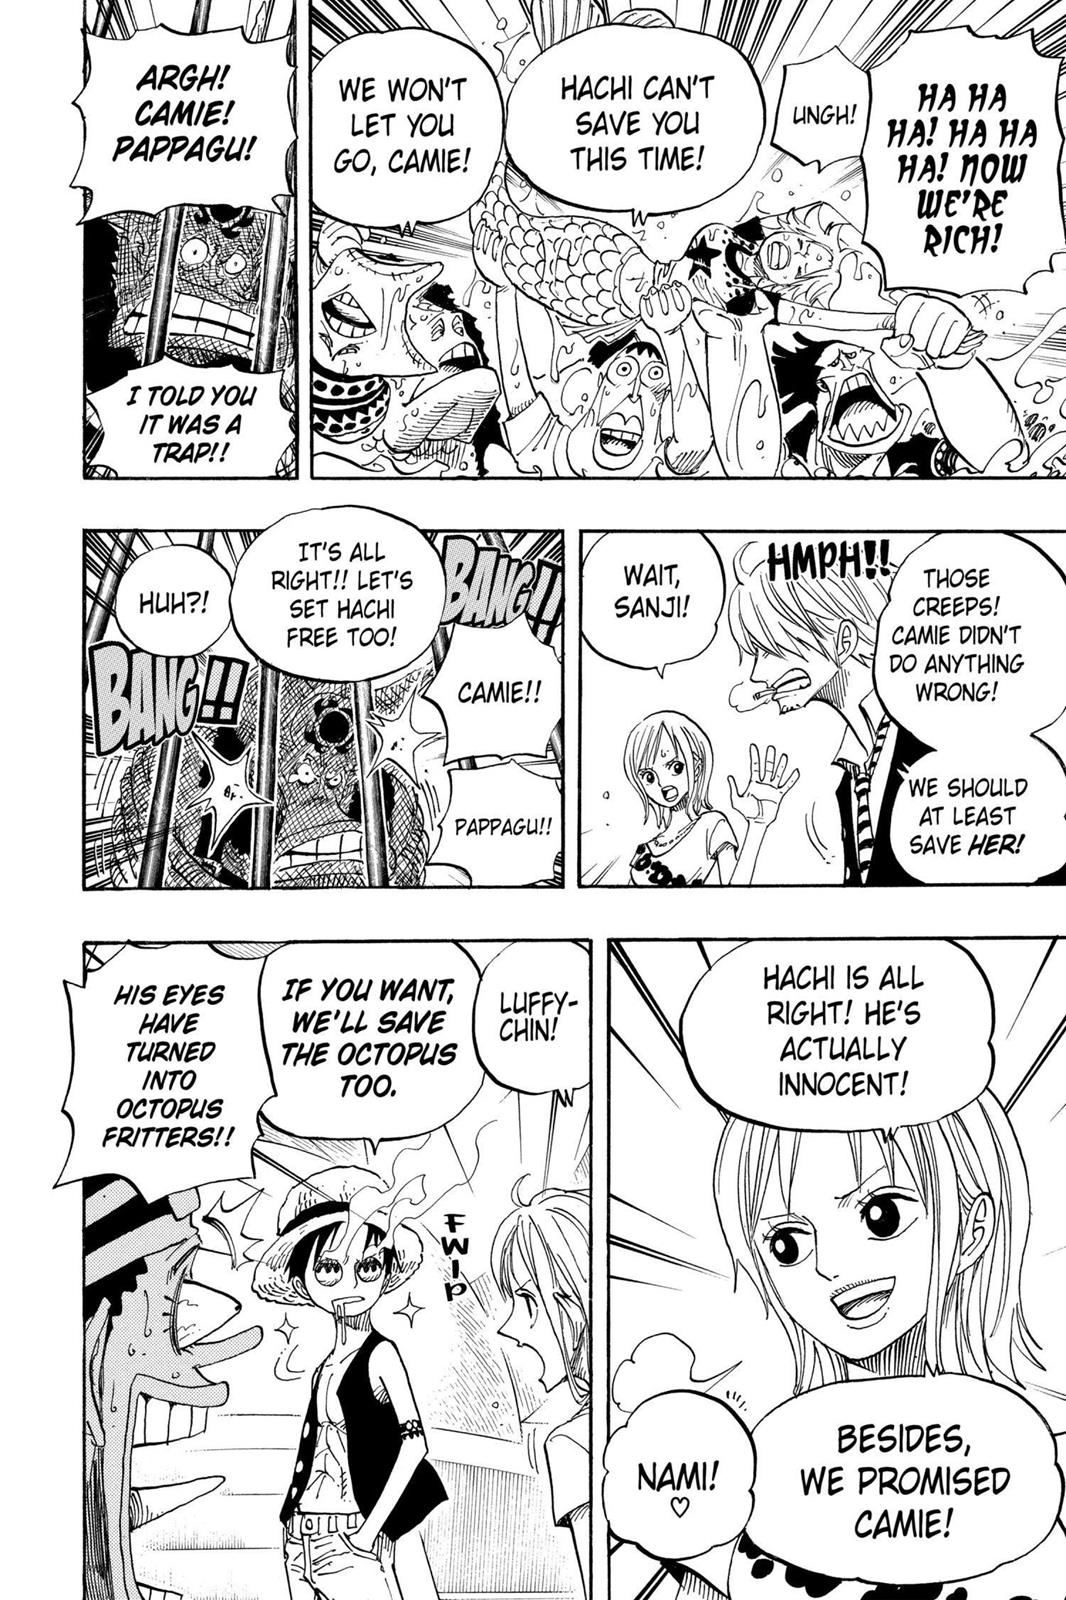 HA HA
HA! HA HA
HA! NOW
WE'RE
RICH!
UNGH!
HACHI CAN'T
SAVE YOU
THIS TIME!
WE WON'T
LET YOU
GO, CAMIE!
ARGH!
CAMIE!
PAPPAGU!
I TOLD YOU
IT WAS A
TRAP!!
THOSE
CREEPS!
CAMIE DIDN'T
DO ANYTHING
WRONG!
WE SHOULD
AT LEAST
SAVE HER!
HMPH!!
WAIT,
SANJI!
BANG!!
CAMIE!!
PAPPAGU!!
IT'S ALL
RIGHT!! LET'S
SET HACHI
FREE TOO!
HUH?!
BANG!!
HACHI IS ALL
RIGHT! HE'S
ACTUALLY
INNOCENT!
BESIDES,
WE PROMISED
CAMIE!
NAMI!
♡
LUFFY-
CHIN!
IF YOU WANT,
WE'LL SAVE
THE OCTOPUS
TOO.
FWIP
HIS EYES
HAVE
TURNED
INTO
OCTOPUS
FRITTERS!!